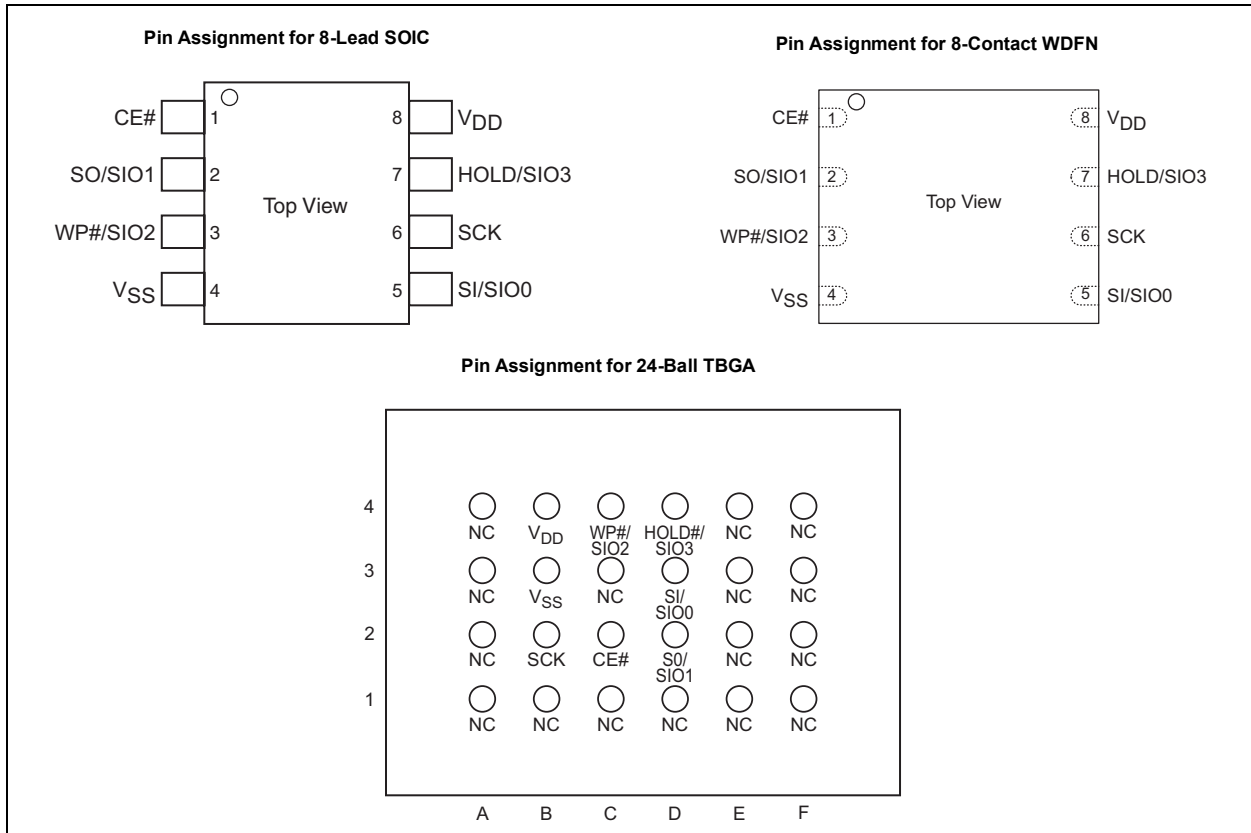 Pin Assignment for 8-Lead SOIC
CE# 1 8 VDD
SO/SIO1 2 7 HOLD/SIO3
Top View
WP#/SIO2 3 6 SCK
VSS 4 5 SI/SIO0
Pin Assignment for 8-Contact WDFN
CE# 1 8 VDD
SO/SIO1 2 7 HOLD/SIO3
Top View
WP#/SIO2 3 6 SCK
VSS 4 5 SI/SIO0
Pin Assignment for 24-Ball TBGA
4
NC VDD WP#/ HOLD#/ NC NC
SIO2 SIO3
3
NC VSS NC SI/ NC NC
SIO0
2
NC SCK CE# S0/ NC NC
SIO1
1
NC NC NC NC NC NC
A B C D E F